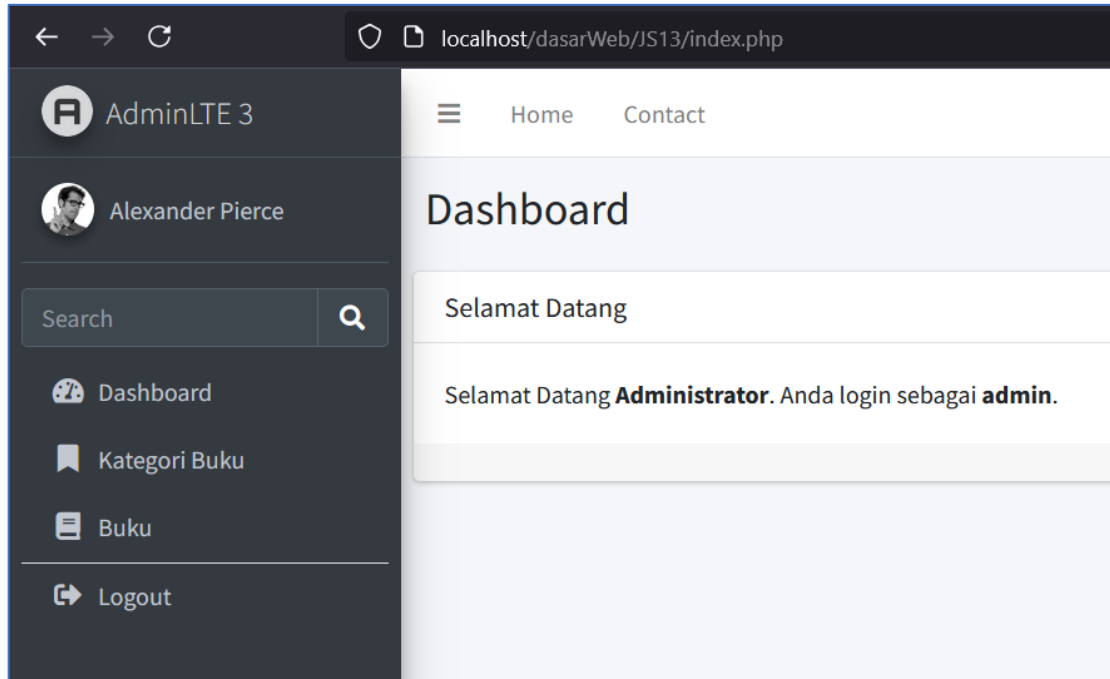 localhost/dasarWeb/JS13/index.php
AdminLTE 3
Home Contact
Alexander Pierce
Dashboard
Search
Selamat Datang
Dashboard
Selamat Datang Administrator. Anda login sebagai admin.
Kategori Buku
Buku
Logout